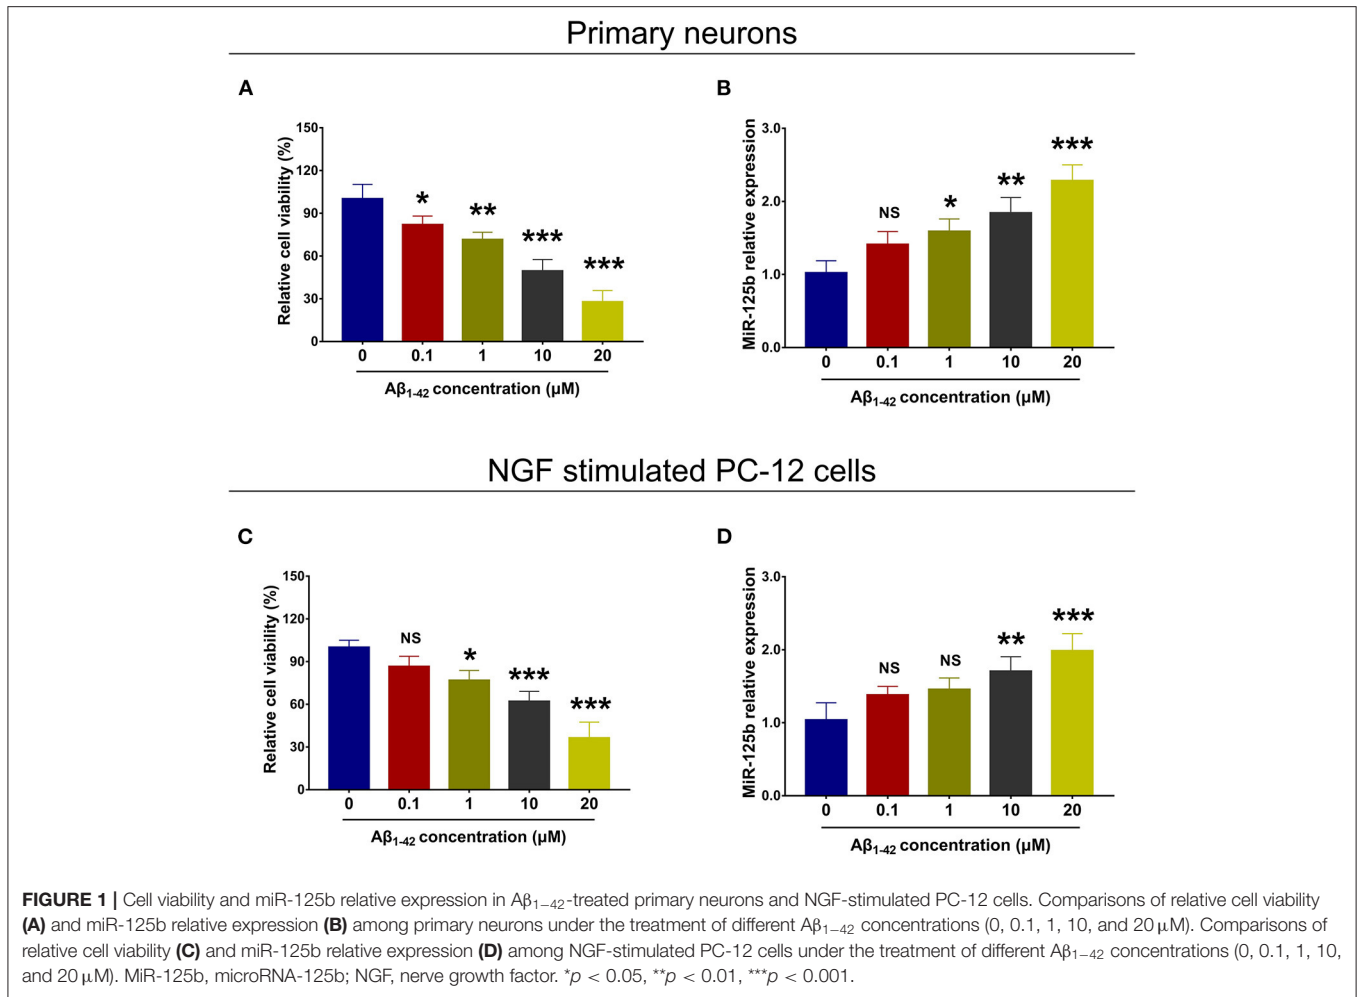 Primary neurons
A
B
Relative cell viability (%)
150
120
90
60
30
0
*
**
***
***
0 0.1 1 10 20
Aβ1-42 concentration (µM)
MiR-125b relative expression
3.0
2.0
1.0
0.0
NS
*
**
***
0 0.1 1 10 20
Aβ1-42 concentration (µM)
NGF stimulated PC-12 cells
C
D
Relative cell viability (%)
150
120
90
60
30
0
NS
*
***
***
0 0.1 1 10 20
Aβ1-42 concentration (µM)
MiR-125b relative expression
3.0
2.0
1.0
0.0
NS
NS
**
***
0 0.1 1 10 20
Aβ1-42 concentration (µM)
FIGURE 1 | Cell viability and miR-125b relative expression in Aβ1−42-treated primary neurons and NGF-stimulated PC-12 cells. Comparisons of relative cell viability
(A) and miR-125b relative expression (B) among primary neurons under the treatment of different Aβ1−42 concentrations (0, 0.1, 1, 10, and 20 µM). Comparisons of
relative cell viability (C) and miR-125b relative expression (D) among NGF-stimulated PC-12 cells under the treatment of different Aβ1−42 concentrations (0, 0.1, 1, 10,
and 20 µM). MiR-125b, microRNA-125b; NGF, nerve growth factor. *p < 0.05, **p < 0.01, ***p < 0.001.